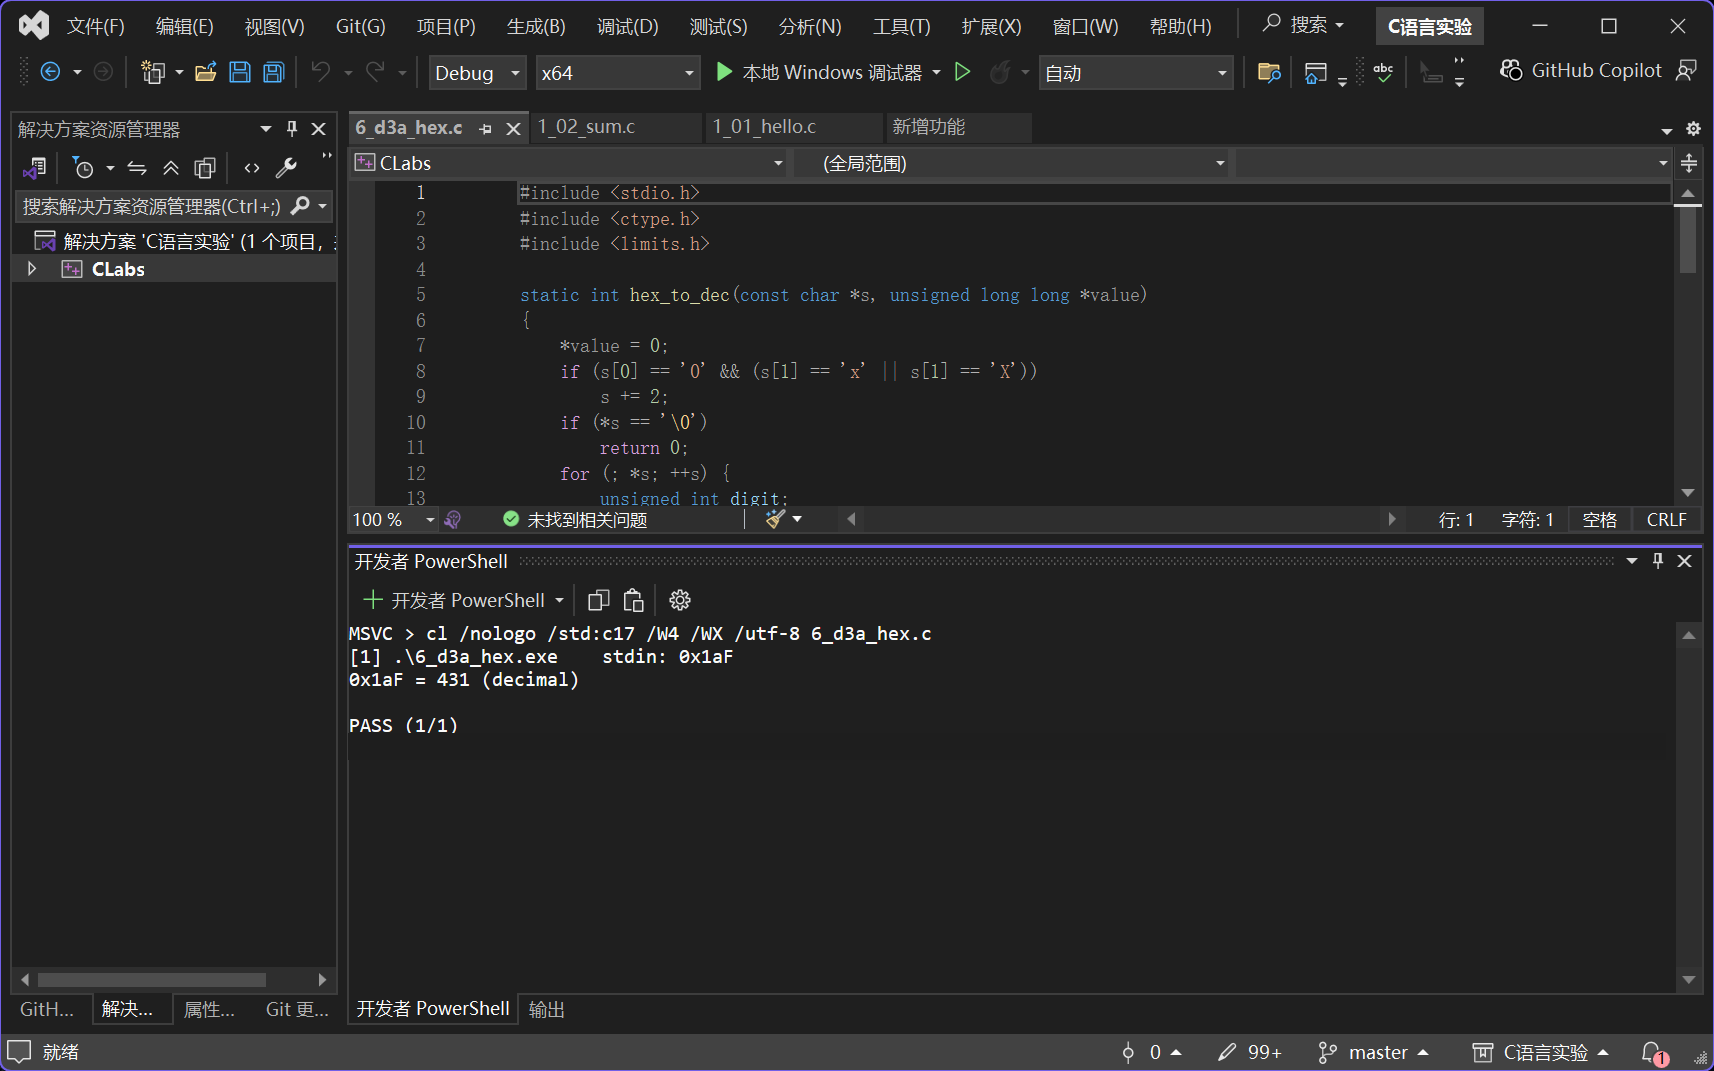 文件(F) 编辑(E) 视图(V) Git(G) 项目(P) 生成(B) 调试(D) 测试(S) 分析(N) 工具(T) 扩展(X) 窗口(W) 帮助(H) 搜索 C语言实验
Debug x64 本地 Windows 调试器 自动 abc GitHub Copilot
解决方案资源管理器
搜索解决方案资源管理器(Ctrl+;)
解决方案 'C语言实验' (1 个项目,
CLabs
6_d3a_hex.c 1_02_sum.c 1_01_hello.c 新增功能
CLabs (全局范围)
1 #include <stdio.h>
2 #include <ctype.h>
3 #include <limits.h>
4
5 static int hex_to_dec(const char *s, unsigned long long *value)
6 {
7 *value = 0;
8 if (s[0] == '0' && (s[1] == 'x' || s[1] == 'X'))
9 s += 2;
10 if (*s == '\0')
11 return 0;
12 for (; *s; ++s) {
13 unsigned int digit;
100 % 未找到相关问题 行: 1 字符: 1 空格 CRLF
开发者 PowerShell
开发者 PowerShell
MSVC > cl /nologo /std:c17 /W4 /WX /utf-8 6_d3a_hex.c
[1] .\6_d3a_hex.exe stdin: 0x1aF
0x1aF = 431 (decimal)
PASS (1/1)
GitH... 解决... 属性... Git 更...
开发者 PowerShell 输出
就绪 0 99+ master C语言实验 1